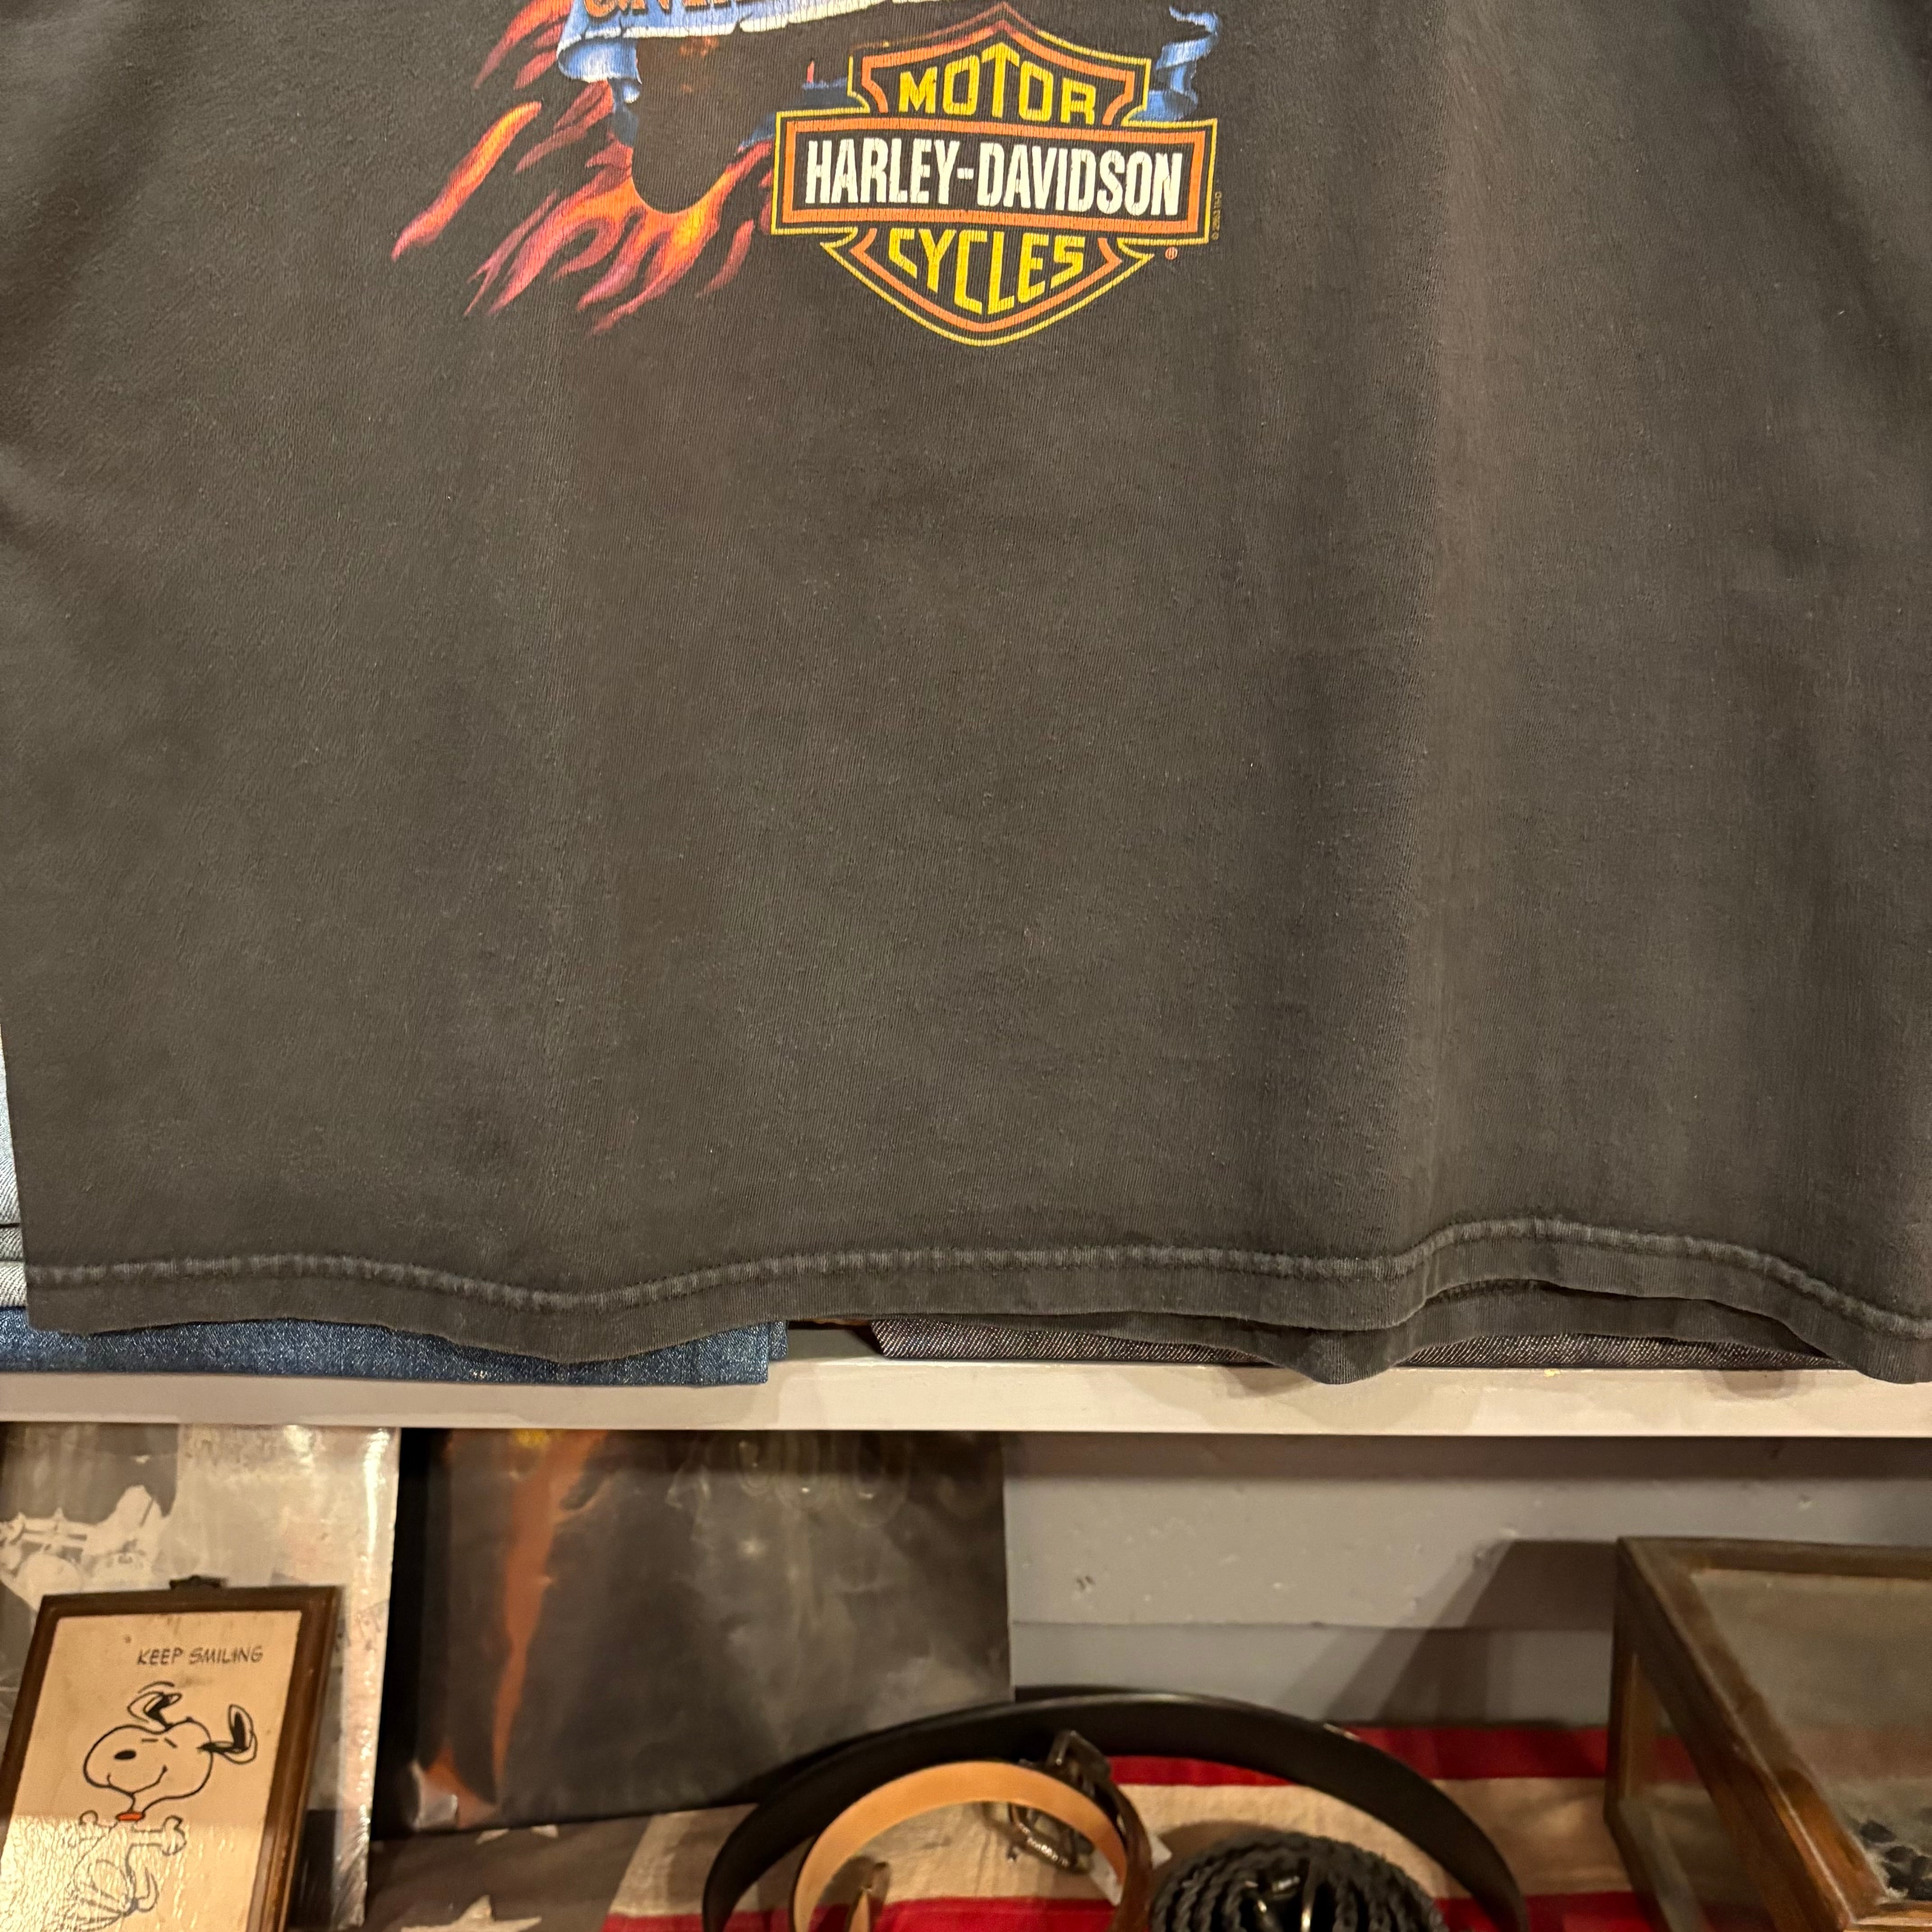 MOTOR
HARLEY-DAVIDSON
CYCLES
®
KEEP SMILING